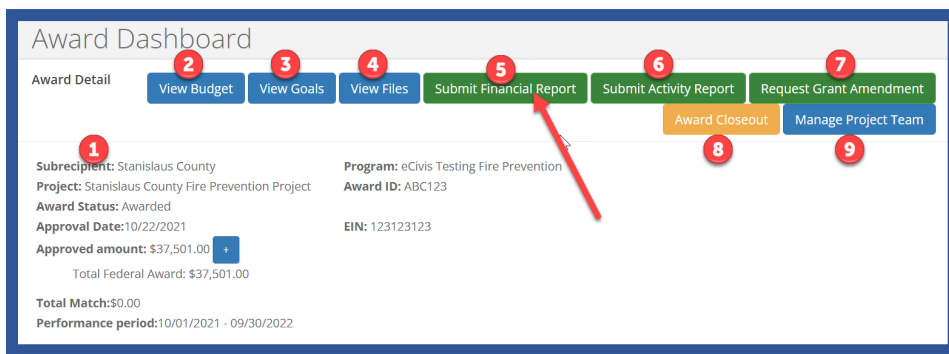 Award Dashboard
2 3 4 5 6 7
Award Detail View Budget View Goals View Files Submit Financial Report Submit Activity Report Request Grant Amendment
Award Closeout Manage Project Team
1 8 9
Subrecipient: Stanislaus County Program: eCivis Testing Fire Prevention
Project: Stanislaus County Fire Prevention Project Award ID: ABC123
Award Status: Awarded
Approval Date:10/22/2021 EIN: 123123123
Approved amount: $37,501.00 +
Total Federal Award: $37,501.00
Total Match:$0.00
Performance period:10/01/2021 - 09/30/2022